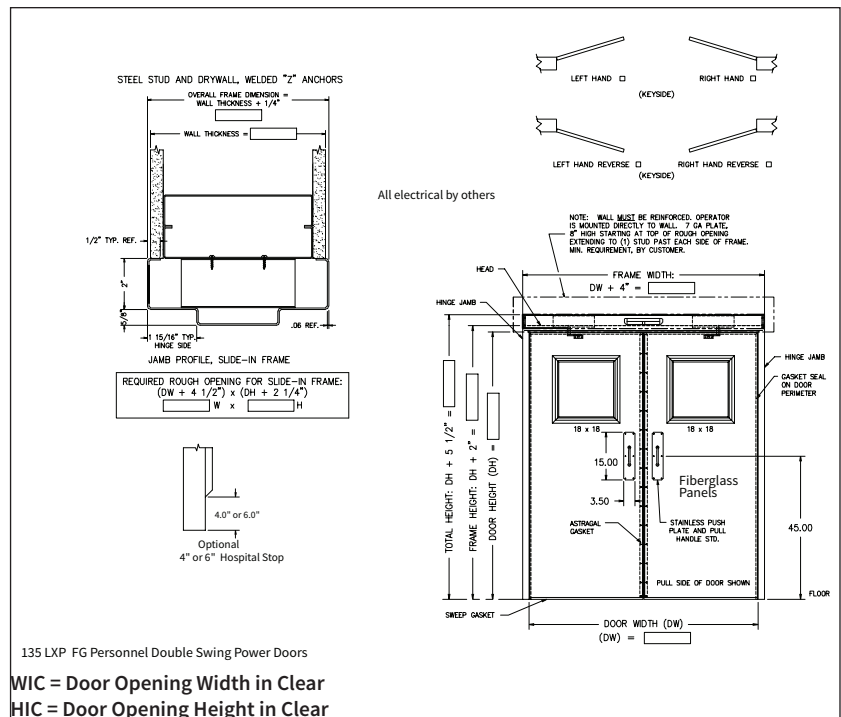 STEEL STUD AND DRYWALL, WELDED "Z" ANCHORS
OVERALL FRAME DIMENSION =
WALL THICKNESS + 1/4"
WALL THICKNESS =
1/2" TYP. REF.
2"
5/8"
1 15/16" TYP.
HINGE SIDE
.06 REF.
JAMB PROFILE, SLIDE-IN FRAME
REQUIRED ROUGH OPENING FOR SLIDE-IN FRAME:
(DW + 4 1/2") x (DH + 2 1/4")
W x H
4.0" or 6.0"
Optional
4" or 6" Hospital Stop
LEFT HAND
RIGHT HAND
(KEYSIDE)
LEFT HAND REVERSE
RIGHT HAND REVERSE
(KEYSIDE)
All electrical by others
NOTE: WALL MUST BE REINFORCED. OPERATOR
IS MOUNTED DIRECTLY TO WALL. 7 GA PLATE,
8" HIGH STARTING AT TOP OF ROUGH OPENING
EXTENDING TO (1) STUD PAST EACH SIDE OF FRAME.
MIN. REQUIREMENT, BY CUSTOMER.
HEAD
FRAME WIDTH:
DW + 4" =
HINGE JAMB
HINGE JAMB
GASKET SEAL
ON DOOR
PERIMETER
18 x 18
18 x 18
TOTAL HEIGHT: DH + 5 1/2" =
FRAME HEIGHT: DH + 2" =
DOOR HEIGHT (DH) =
15.00
3.50
Fiberglass
Panels
45.00
ASTRAGAL
GASKET
STAINLESS PUSH
PLATE AND PULL
HANDLE STD.
PULL SIDE OF DOOR SHOWN
FLOOR
SWEEP GASKET
DOOR WIDTH (DW)
(DW) =
135 LXP FG Personnel Double Swing Power Doors
WIC = Door Opening Width in Clear
HIC = Door Opening Height in Clear